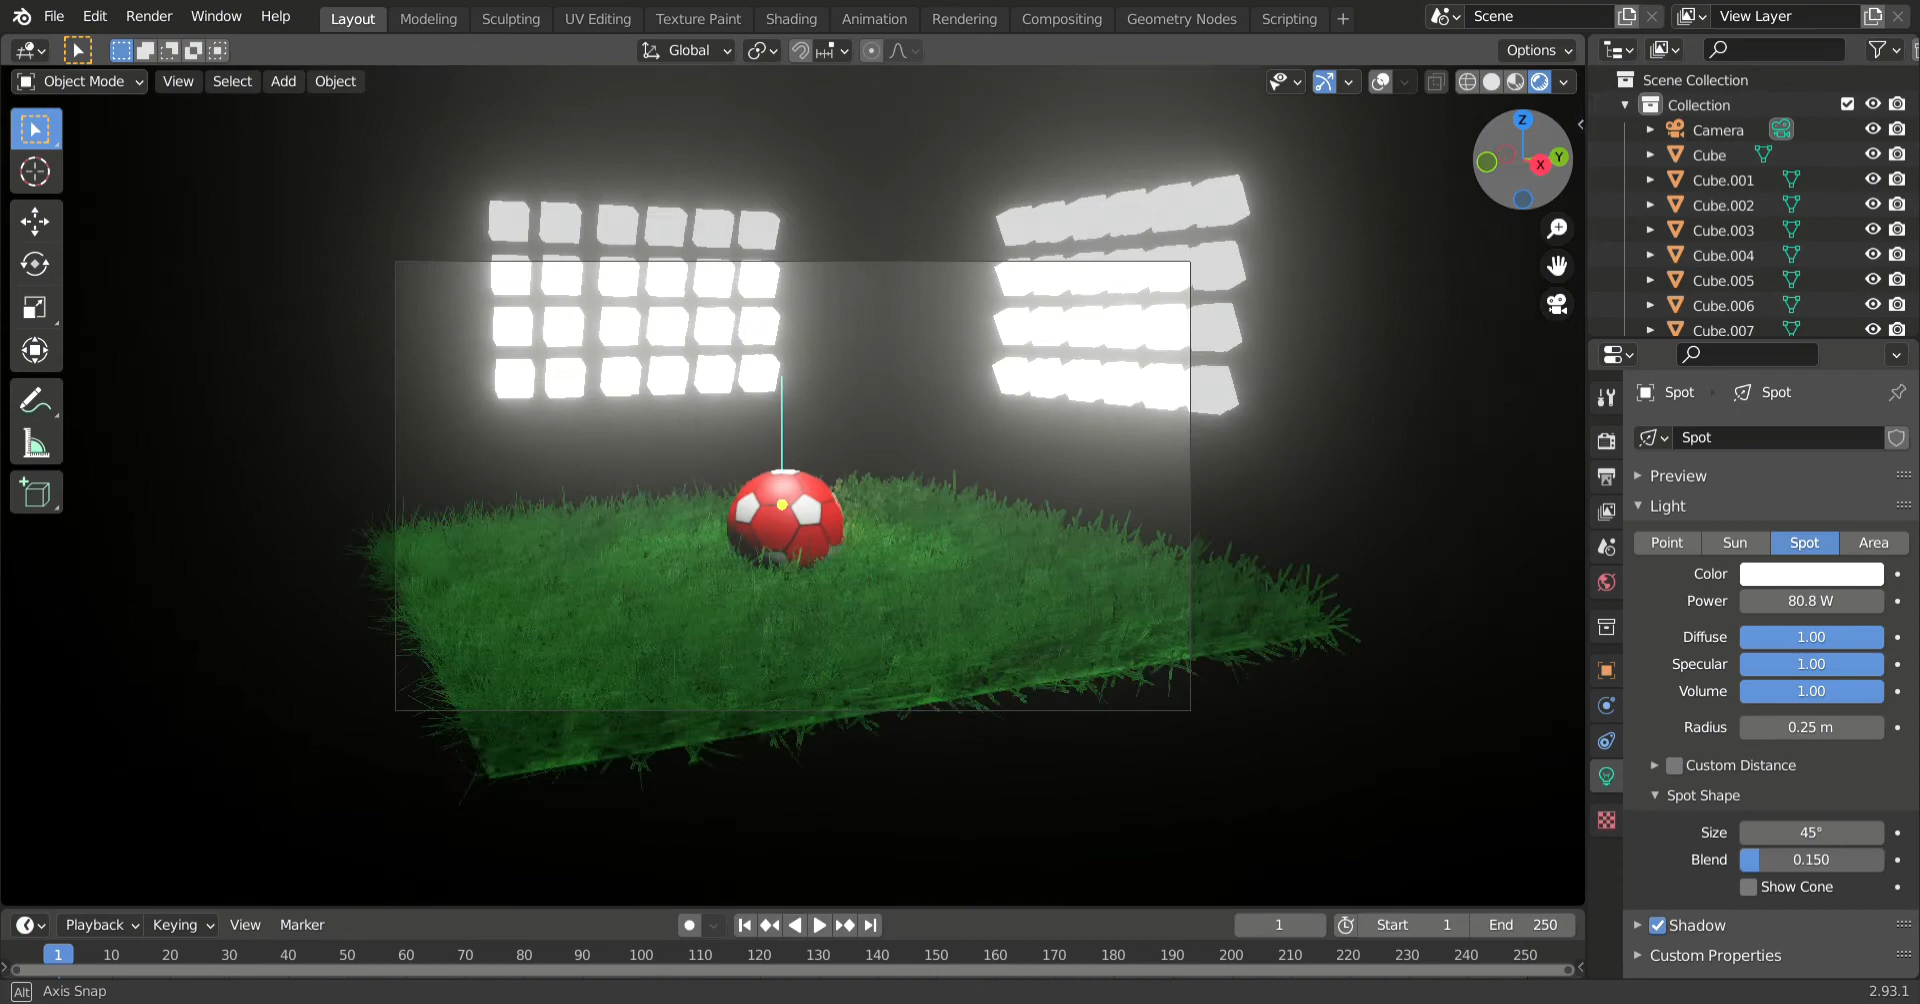 File Edit Render Window Help Layout Modeling Sculpting UV Editing Texture Paint Shading Animation Rendering Compositing Geometry Nodes Scripting + Scene View Layer
Global Options
Object Mode View Select Add Object
Z
Y
X
Scene Collection
Collection
Camera
Cube
Cube.001
Cube.002
Cube.003
Cube.004
Cube.005
Cube.006
Cube.007
Spot Spot
Spot
Preview
Light
Point Sun Spot Area
Color
Power 80.8 W
Diffuse 1.00
Specular 1.00
Volume 1.00
Radius 0.25 m
Custom Distance
Spot Shape
Size 45°
Blend 0.150
Show Cone
Shadow
Custom Properties
Playback Keying View Marker 1 Start 1 End 250
1 10 20 30 40 50 60 70 80 90 100 110 120 130 140 150 160 170 180 190 200 210 220 230 240 250
Alt Axis Snap 2.93.1